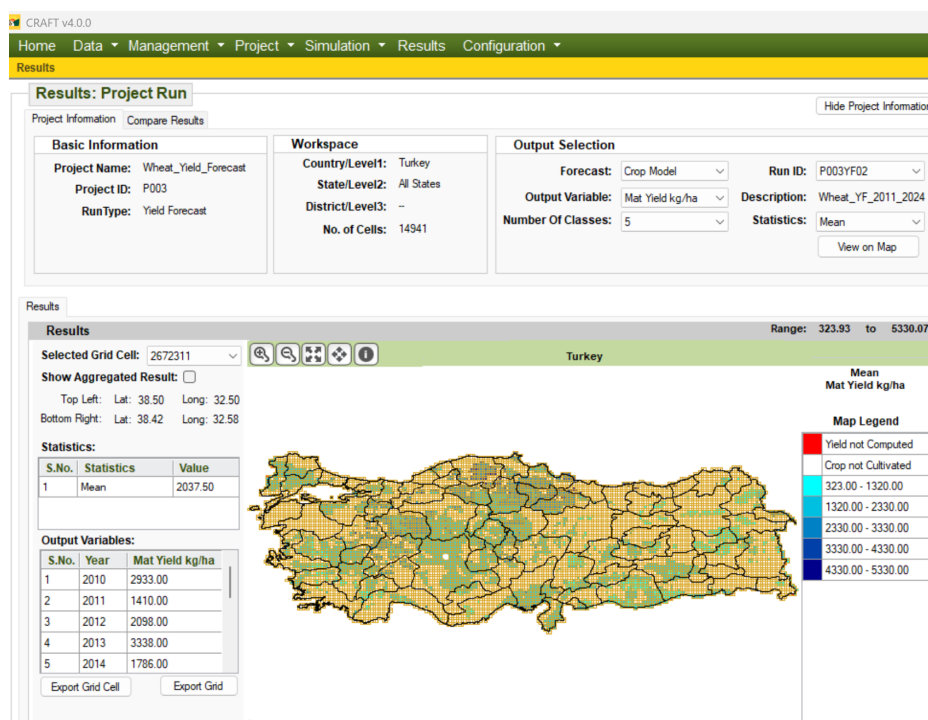 CRAFT v4.0.0
Home Data Management Project Simulation Results Configuration
Results
Results: Project Run
Hide Project Information
Project Information Compare Results
Basic Information
Project Name: Wheat_Yield_Forecast
Project ID: P003
RunType: Yield Forecast
Workspace
Country/Level1: Turkey
State/Level2: All States
District/Level3: --
No. of Cells: 14941
Output Selection
Forecast: Crop Model Run ID: P003YF02
Output Variable: Mat Yield kg/ha Description: Wheat_YF_2011_2024
Number Of Classes: 5 Statistics: Mean
View on Map
Results
Results Range: 323.93 to 5330.07
Selected Grid Cell: 2672311
Show Aggregated Result:
Top Left: Lat: 38.50 Long: 32.50
Bottom Right: Lat: 38.42 Long: 32.58
Statistics:
S.No. Statistics Value
1 Mean 2037.50
Output Variables:
S.No. Year Mat Yield kg/ha
1 2010 2933.00
2 2011 1410.00
3 2012 2098.00
4 2013 3338.00
5 2014 1786.00
Export Grid Cell Export Grid
Turkey
Mean
Mat Yield kg/ha
Map Legend
Yield not Computed
Crop not Cultivated
323.00 - 1320.00
1320.00 - 2330.00
2330.00 - 3330.00
3330.00 - 4330.00
4330.00 - 5330.00